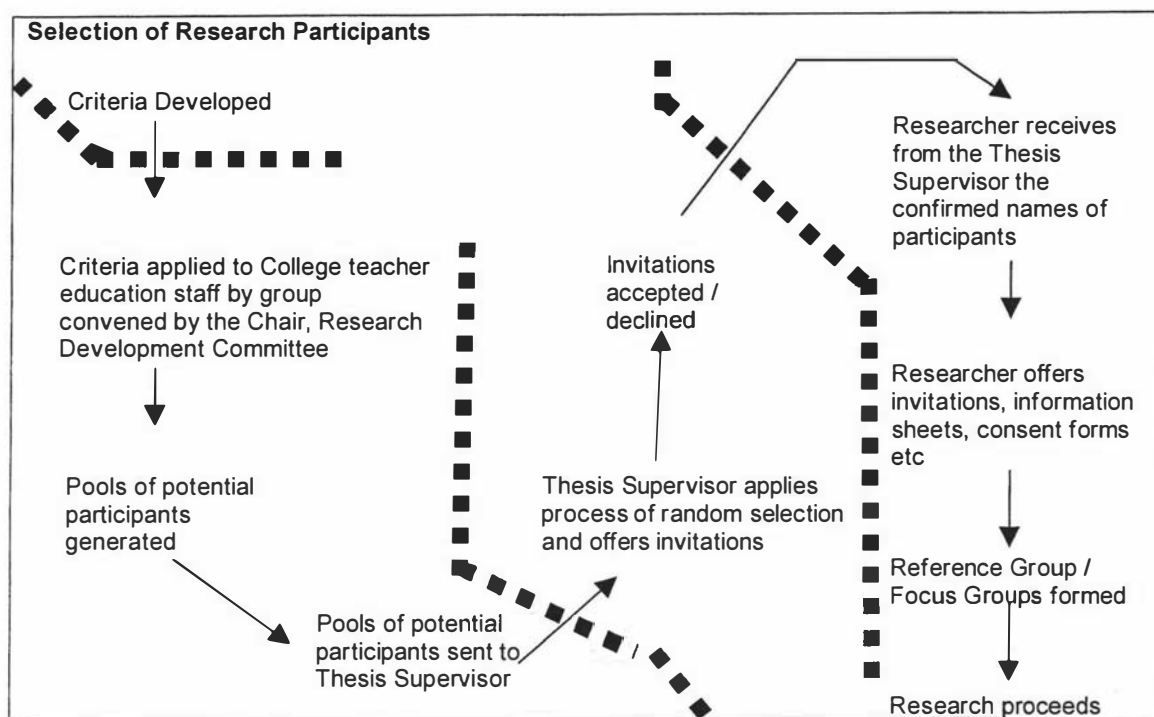 Selection of Research Participants
Criteria Developed
Criteria applied to College teacher
education staff by group
convened by the Chair, Research
Development Committee
Pools of potential
participants
generated
Pools of potential
participants sent to
Thesis Supervisor
Thesis Supervisor applies
process of random selection
and offers invitations
Invitations
accepted /
declined
Researcher receives
from the Thesis
Supervisor the
confirmed names of
participants
Researcher offers
invitations, information
sheets, consent forms
etc
Reference Group /
Focus Groups formed
Research proceeds